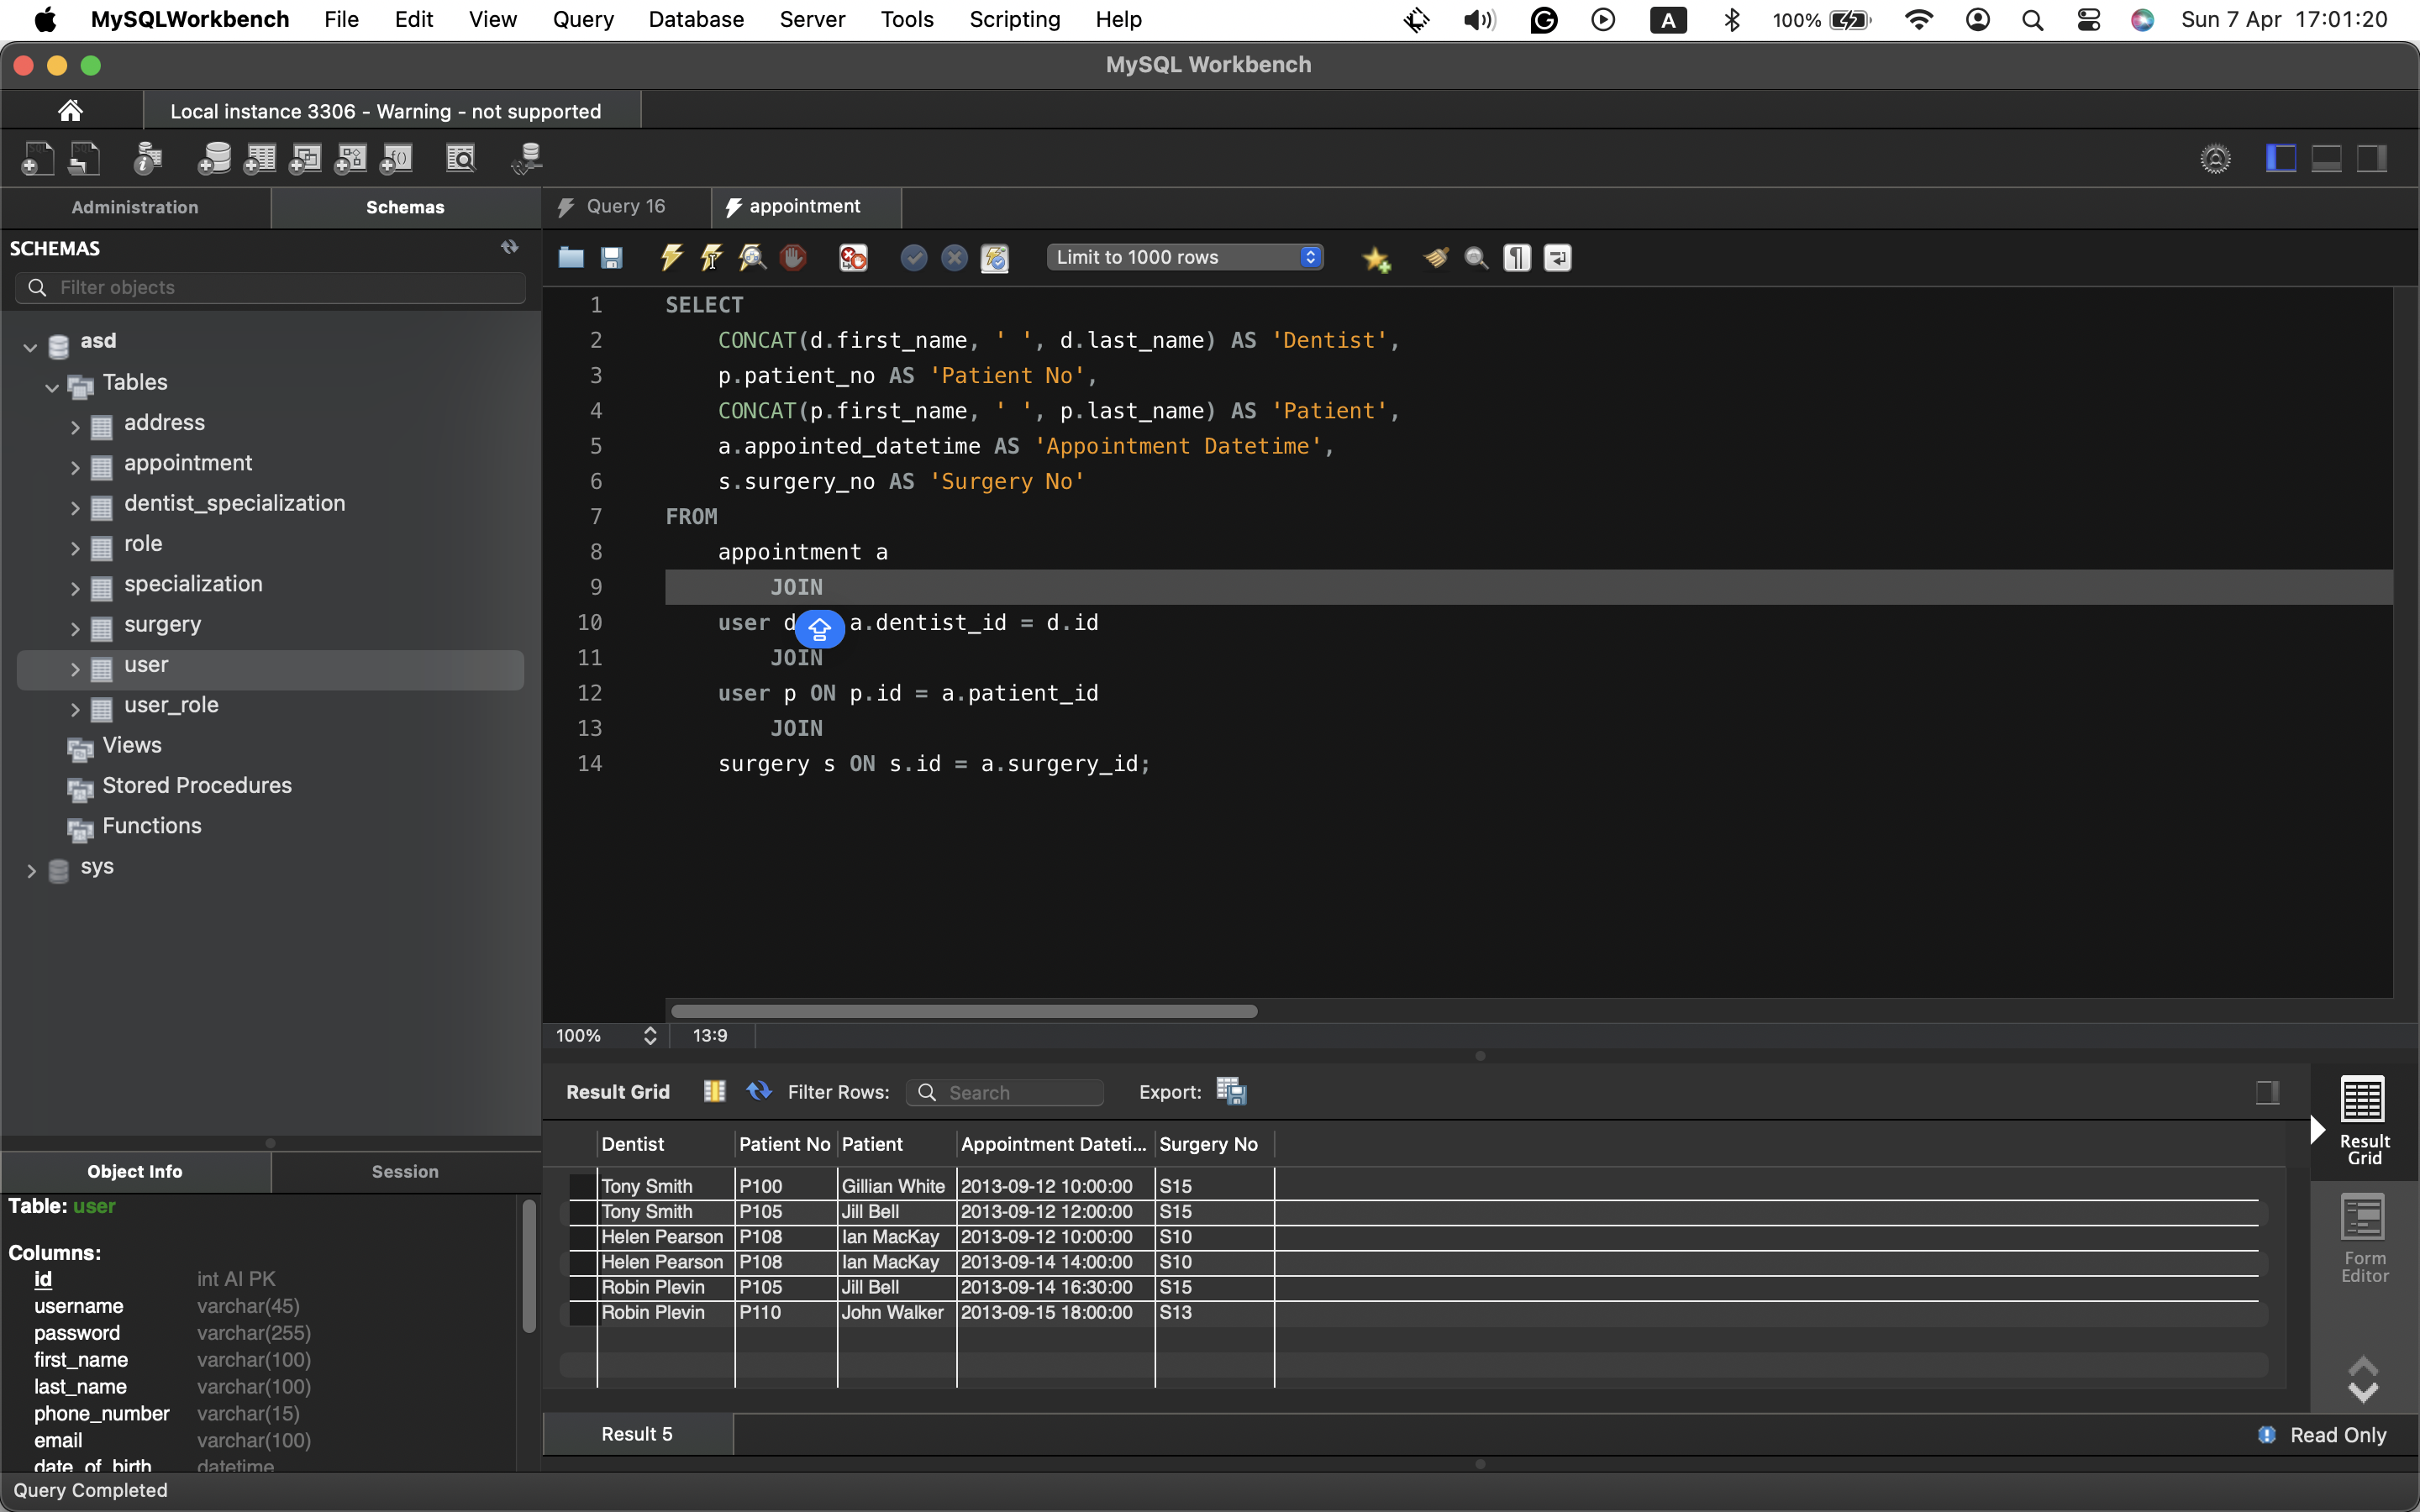 MySQLWorkbench File Edit View Query Database Server Tools Scripting Help A 100% Sun 7 Apr 17:01:20
MySQL Workbench
Local instance 3306 - Warning - not supported
Administration Schemas
Query 16 appointment
SCHEMAS
Filter objects
Limit to 1000 rows
asd
Tables
address
appointment
dentist_specialization
role
specialization
surgery
user
user_role
Views
Stored Procedures
Functions
sys
1 SELECT
2 CONCAT(d.first_name, ' ', d.last_name) AS 'Dentist',
3 p.patient_no AS 'Patient No',
4 CONCAT(p.first_name, ' ', p.last_name) AS 'Patient',
5 a.appointed_datetime AS 'Appointment Datetime',
6 s.surgery_no AS 'Surgery No'
7 FROM
8 appointment a
9 JOIN
10 user d a.dentist_id = d.id
11 JOIN
12 user p ON p.id = a.patient_id
13 JOIN
14 surgery s ON s.id = a.surgery_id;
100% 13:9
Result Grid Filter Rows: Search Export:
Dentist Patient No Patient Appointment Dateti... Surgery No
Tony Smith P100 Gillian White 2013-09-12 10:00:00 S15
Tony Smith P105 Jill Bell 2013-09-12 12:00:00 S15
Helen Pearson P108 Ian MacKay 2013-09-12 10:00:00 S10
Helen Pearson P108 Ian MacKay 2013-09-14 14:00:00 S10
Robin Plevin P105 Jill Bell 2013-09-14 16:30:00 S15
Robin Plevin P110 John Walker 2013-09-15 18:00:00 S13
Result
Grid
Form
Editor
Result 5
Read Only
Object Info Session
Table: user
Columns:
id int AI PK
username varchar(45)
password varchar(255)
first_name varchar(100)
last_name varchar(100)
phone_number varchar(15)
email varchar(100)
date_of_birth datetime
Query Completed